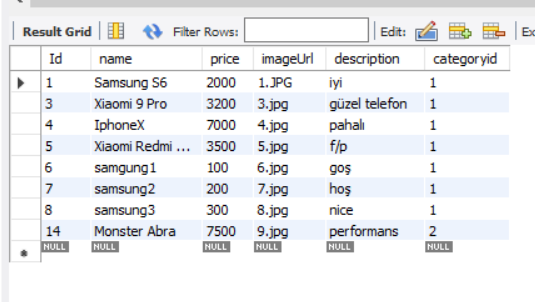 Result Grid Filter Rows: Edit: Ex
Id name price imageUrl description categoryid
1 Samsung S6 2000 1.JPG iyi 1
3 Xiaomi 9 Pro 3200 3.jpg güzel telefon 1
4 IphoneX 7000 4.jpg pahalı 1
5 Xiaomi Redmi ... 3500 5.jpg f/p 1
6 samgung1 100 6.jpg goş 1
7 samsung2 200 7.jpg hoş 1
8 samsung3 300 8.jpg nice 1
14 Monster Abra 7500 9.jpg performans 2
NULL NULL NULL NULL NULL NULL